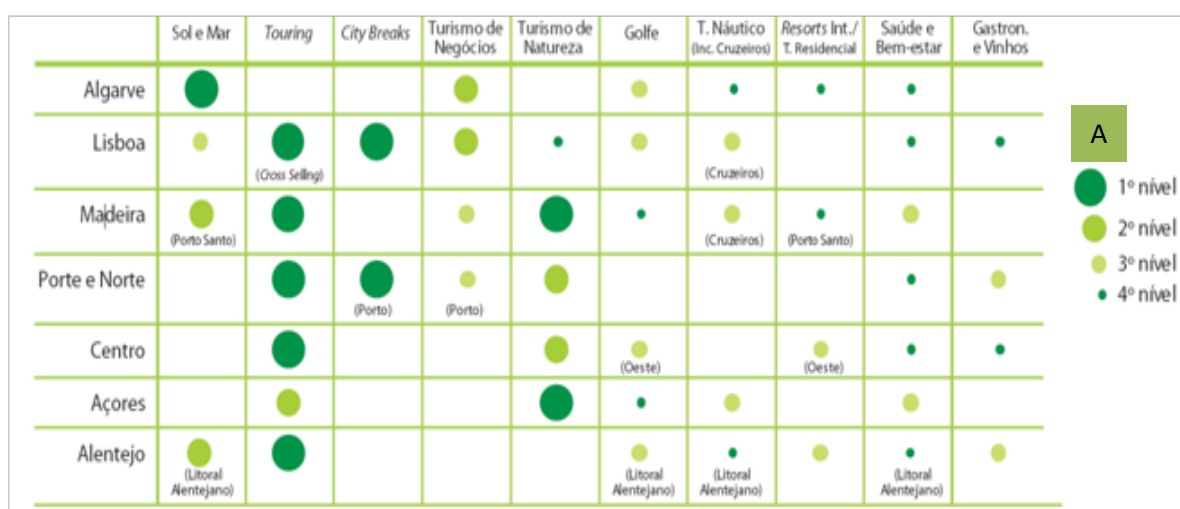 Sol e Mar
Touring
City Breaks
Turismo de
Negócios
Turismo de
Natureza
Golfe
T. Náutico
(Inc. Cruzeiros)
Resorts Int./
T. Residencial
Saúde e
Bem-estar
Gastron.
e Vinhos
Algarve
Lisboa
(Cross Selling)
(Cruzeiros)
Madeira
(Porto Santo)
(Cruzeiros)
(Porto Santo)
Porte e Norte
(Porto)
(Porto)
Centro
(Oeste)
(Oeste)
Açores
Alentejo
(Litoral
Alentejano)
(Litoral
Alentejano)
(Litoral
Alentejano)
(Litoral
Alentejano)
A
1º nível
2º nível
3º nível
4º nível